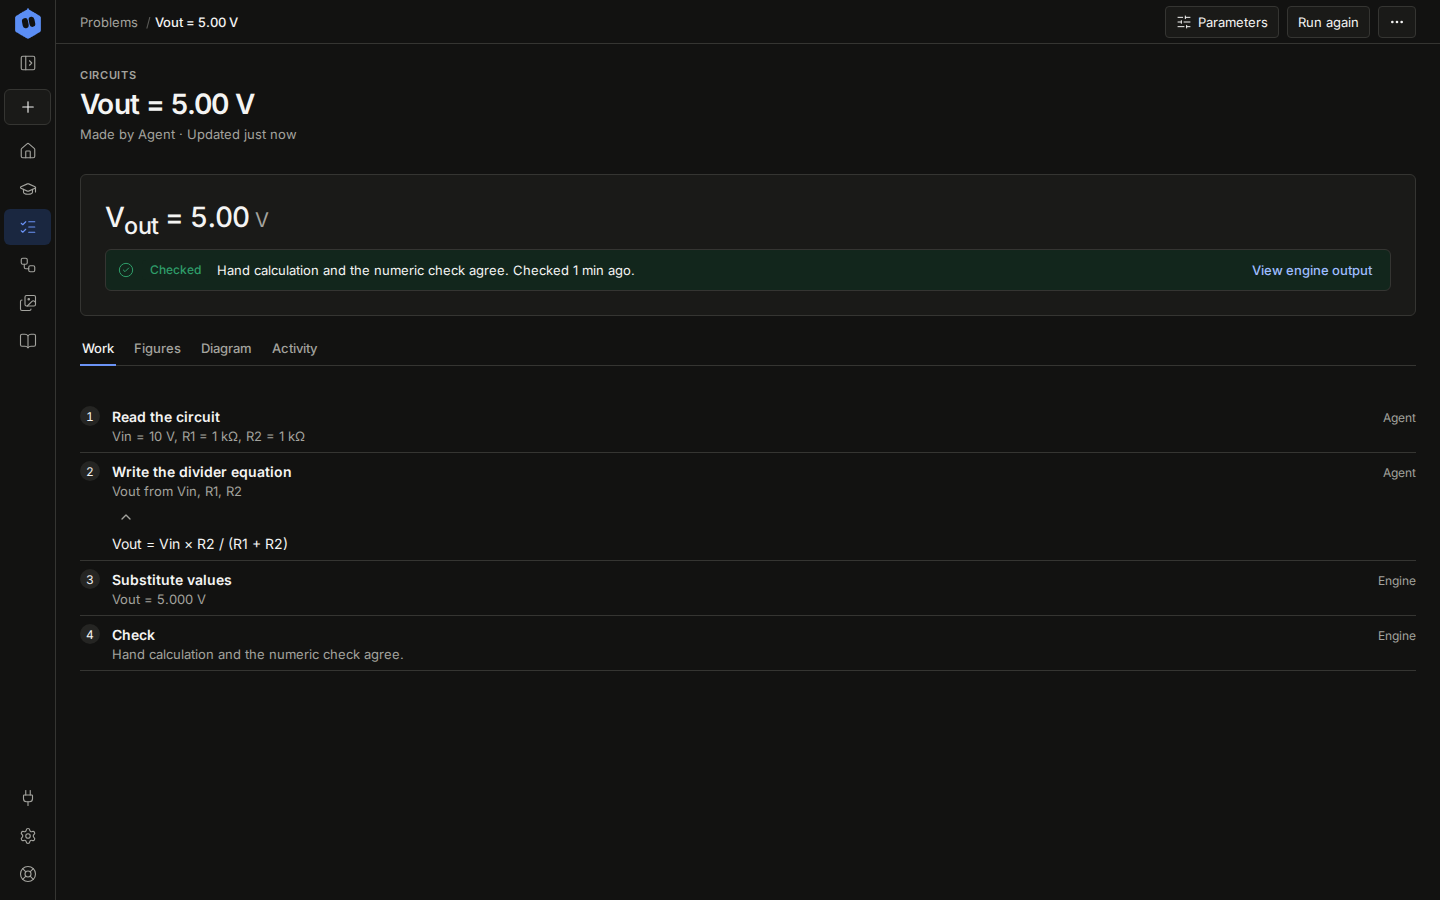 Problems / Vout = 5.00 V
Parameters
Run again
CIRCUITS
Vout = 5.00 V
Made by Agent · Updated just now
Vout = 5.00 V
Checked Hand calculation and the numeric check agree. Checked 1 min ago. View engine output
Work Figures Diagram Activity
1 Read the circuit Agent
Vin = 10 V, R1 = 1 kΩ, R2 = 1 kΩ
2 Write the divider equation Agent
Vout from Vin, R1, R2
Vout = Vin × R2 / (R1 + R2)
3 Substitute values Engine
Vout = 5.000 V
4 Check Engine
Hand calculation and the numeric check agree.